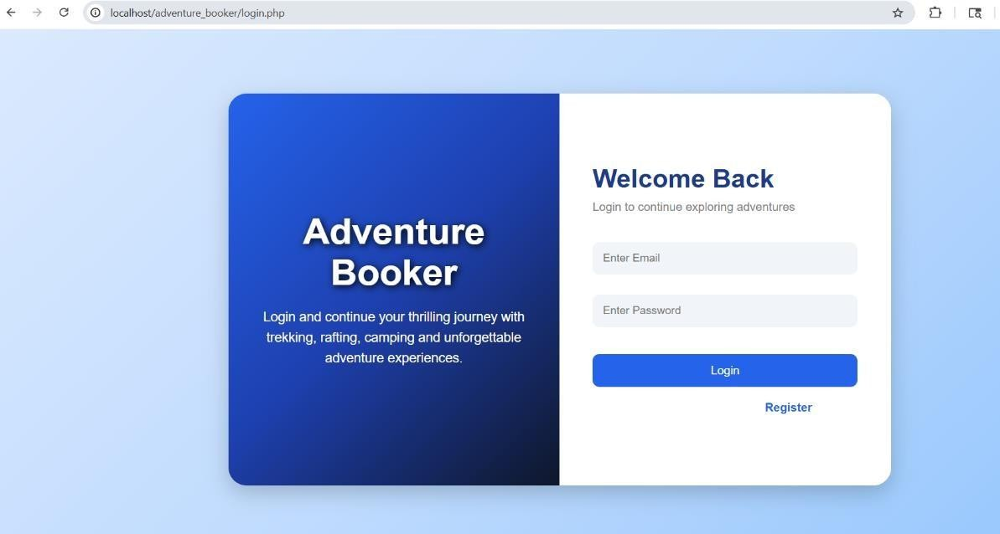 localhost/adventure_booker/login.php
Adventure
Booker
Login and continue your thrilling journey with
trekking, rafting, camping and unforgettable
adventure experiences.
Welcome Back
Login to continue exploring adventures
Enter Email
Enter Password
Login
Register